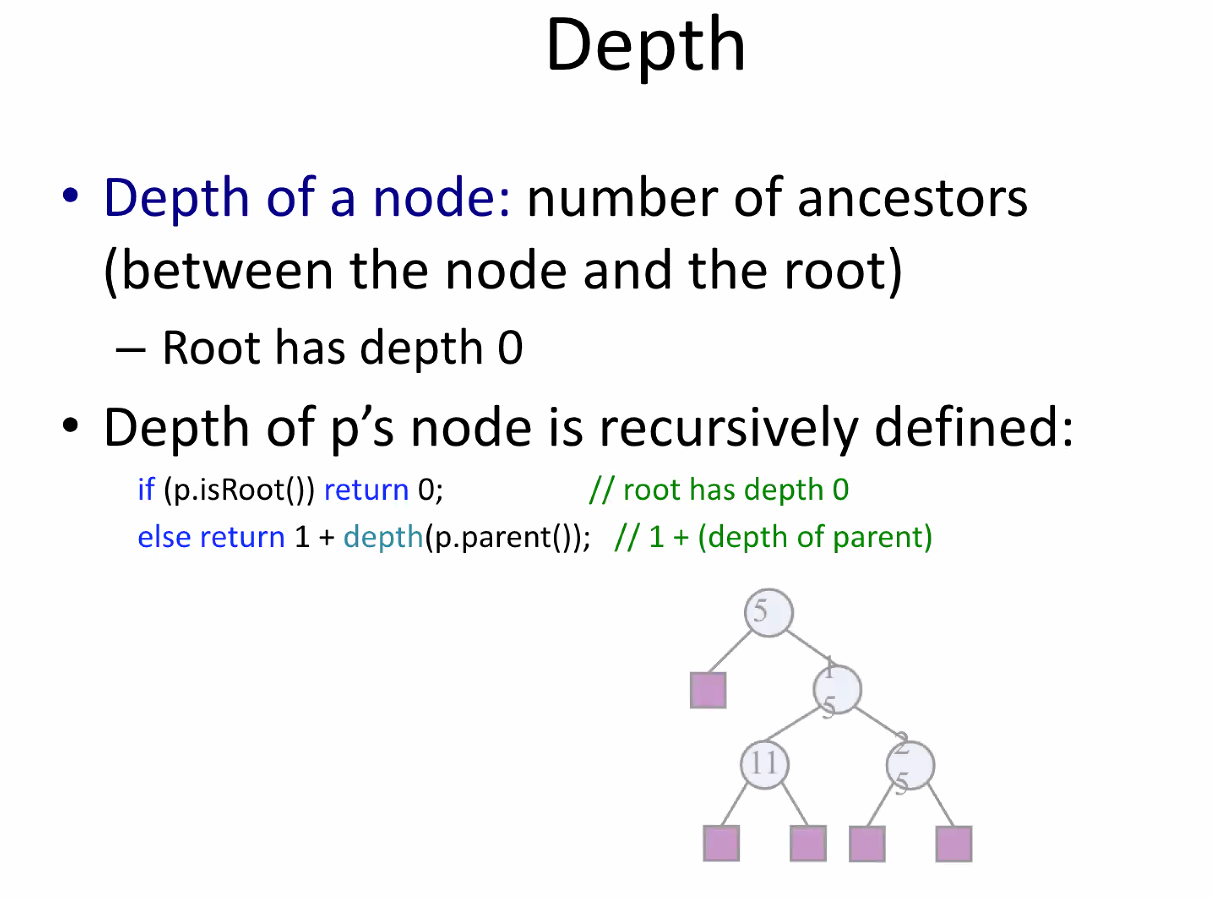 Depth
• Depth of a node: number of ancestors
(between the node and the root)
– Root has depth 0
• Depth of p’s node is recursively defined:
if (p.isRoot()) return 0; // root has depth 0
else return 1 + depth(p.parent()); // 1 + (depth of parent)
5
1
5
11
2
5